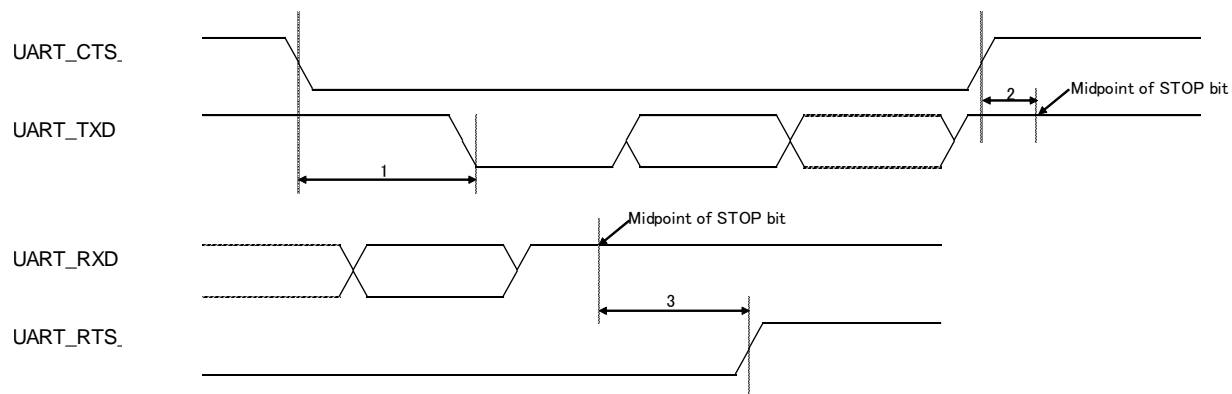 UART_CTS_
2
Midpoint of STOP bit
UART_TXD
1
Midpoint of STOP bit
UART_RXD
3
UART_RTS_